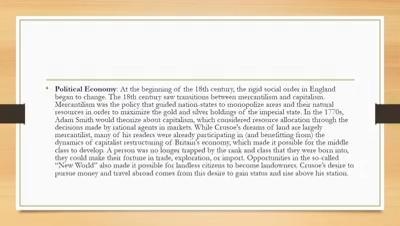 • Political Economy: At the beginning of the 18th century, the rigid social order in England
began to change. The 18th century saw transitions between mercantilism and capitalism.
Mercantilism was the policy that guided nation-states to monopolize areas and their natural
resources in order to maximize the gold and silver holdings of the imperial state. In the 1770s,
Adam Smith would theorize about capitalism, which considered resource allocation through the
decisions made by rational agents in markets. While Crusoe's dreams of land are largely
mercantilist, many of his readers were already participating in (and benefitting from) the
dynamics of capitalist restructuring of Britain's economy, which made it possible for the middle
class to develop. A person was no longer trapped by the rank and class that they were born into,
they could make their fortune in trade, exploration, or import. Opportunities in the so-called
"New World" also made it possible for landless citizens to become landowners. Crusoe's desire to
pursue money and travel abroad comes from this desire to gain status and rise above his station.